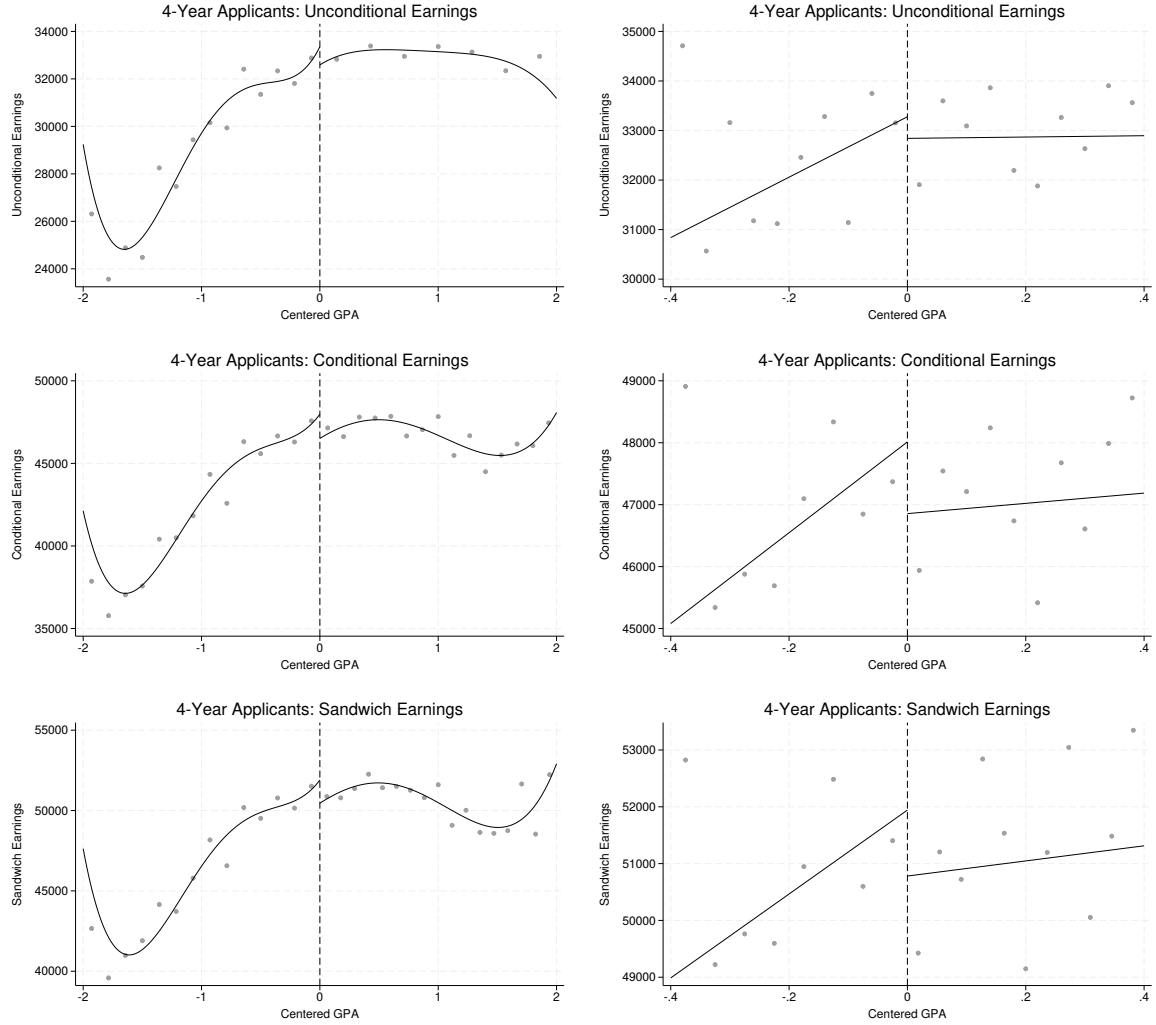 4-Year Applicants: Unconditional Earnings
Unconditional Earnings
34000
32000
30000
28000
26000
24000
-2 -1 0 1 2
Centered GPA
4-Year Applicants: Unconditional Earnings
Unconditional Earnings
35000
34000
33000
32000
31000
30000
-.4 -.2 0 .2 .4
Centered GPA
4-Year Applicants: Conditional Earnings
Conditional Earnings
50000
45000
40000
35000
-2 -1 0 1 2
Centered GPA
4-Year Applicants: Conditional Earnings
Conditional Earnings
49000
48000
47000
46000
45000
-.4 -.2 0 .2 .4
Centered GPA
4-Year Applicants: Sandwich Earnings
Sandwich Earnings
55000
50000
45000
40000
-2 -1 0 1 2
Centered GPA
4-Year Applicants: Sandwich Earnings
Sandwich Earnings
53000
52000
51000
50000
49000
-.4 -.2 0 .2 .4
Centered GPA